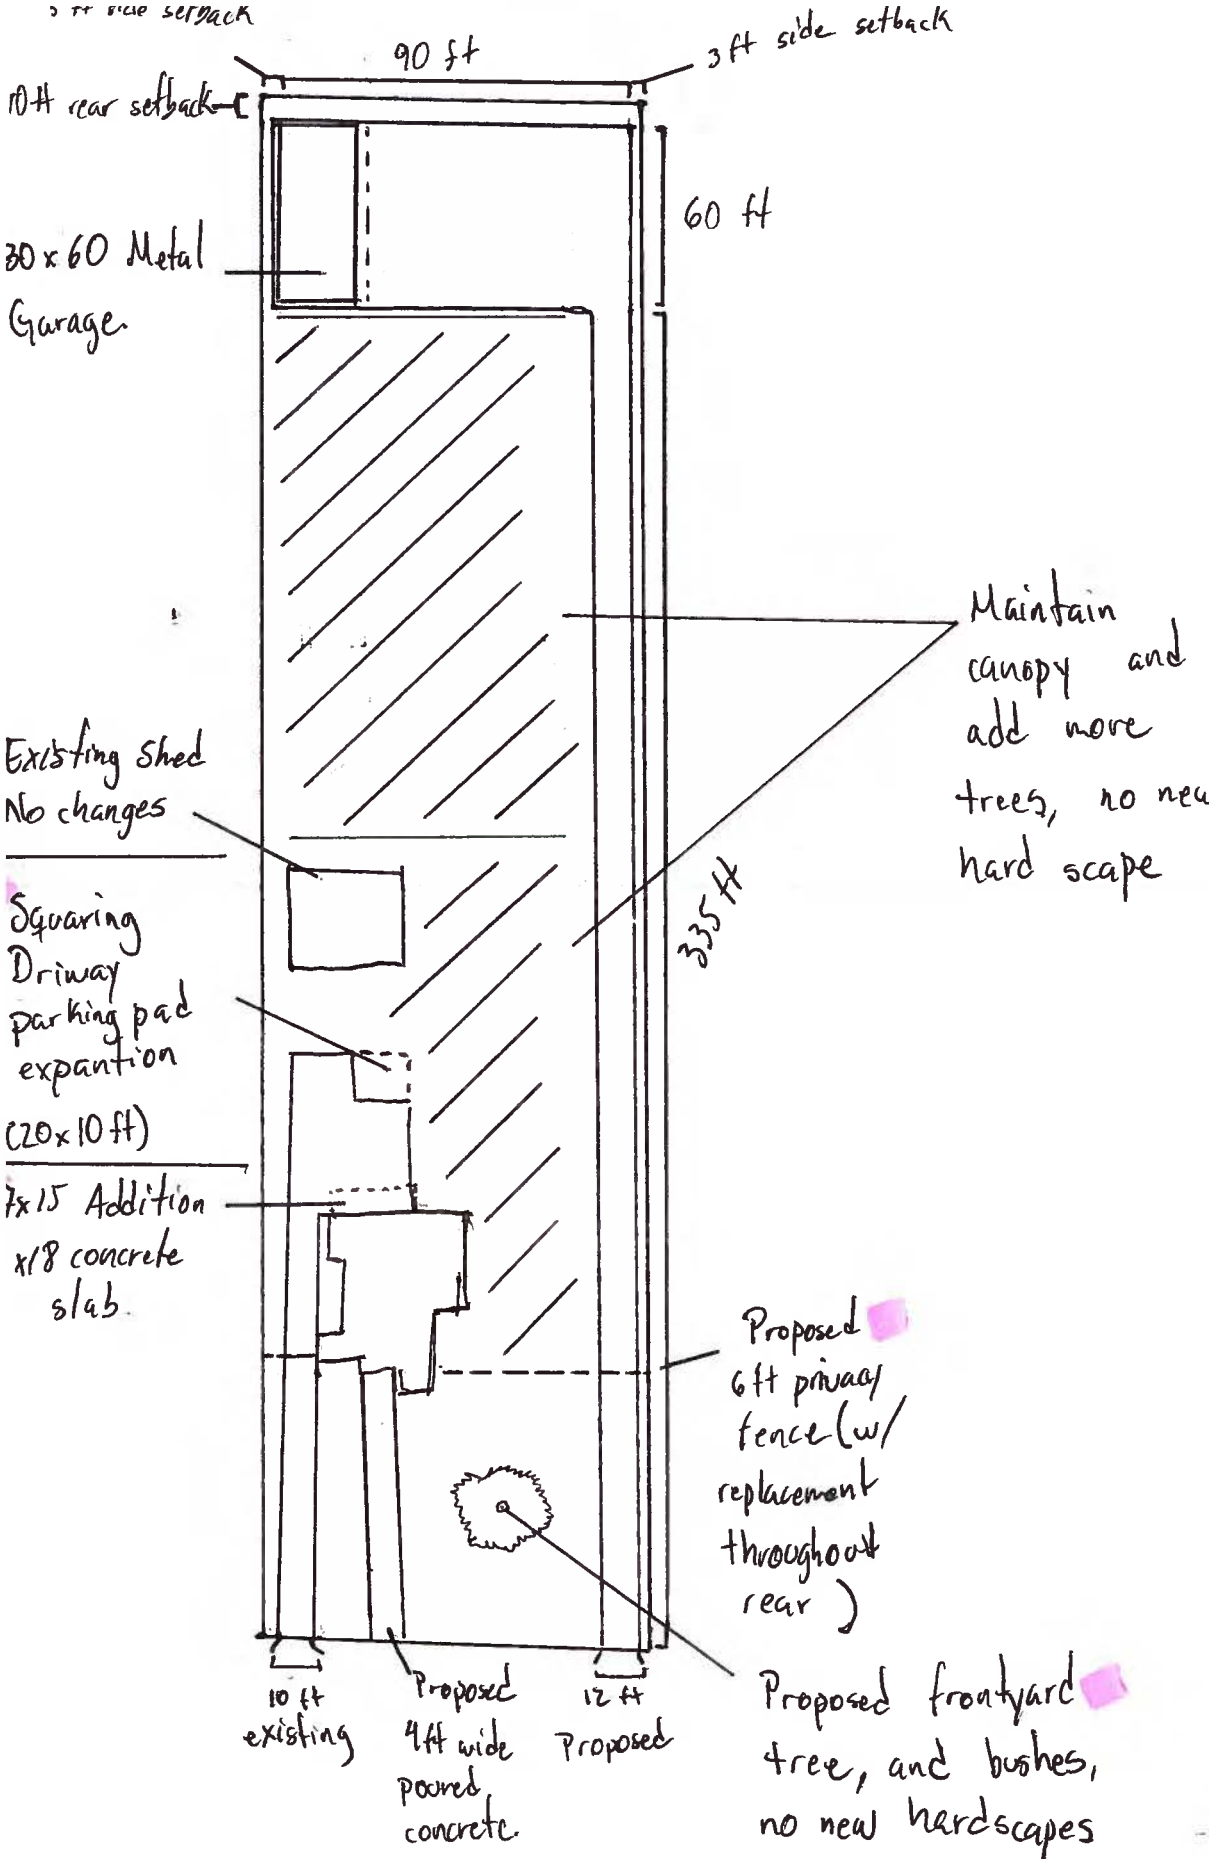 side setback
90 ft
3 ft side setback
10 ft rear setback
60 ft
30 x 60 Metal
Garage.
Maintain
canopy and
add more
trees, no new
hard scape
Existing Shed
No changes
335 ft
Squaring
Driway
parking pad
expantion
(20 x 10 ft)
7x15 Addition
x18 concrete
slab.
Proposed
6 ft privacy
fence (w/
replacement
throughout
rear )
10 ft
existing
Proposed
4ft wide
poured
concrete.
12 ft
Proposed
Proposed frontyard
tree, and bushes,
no new hardscapes